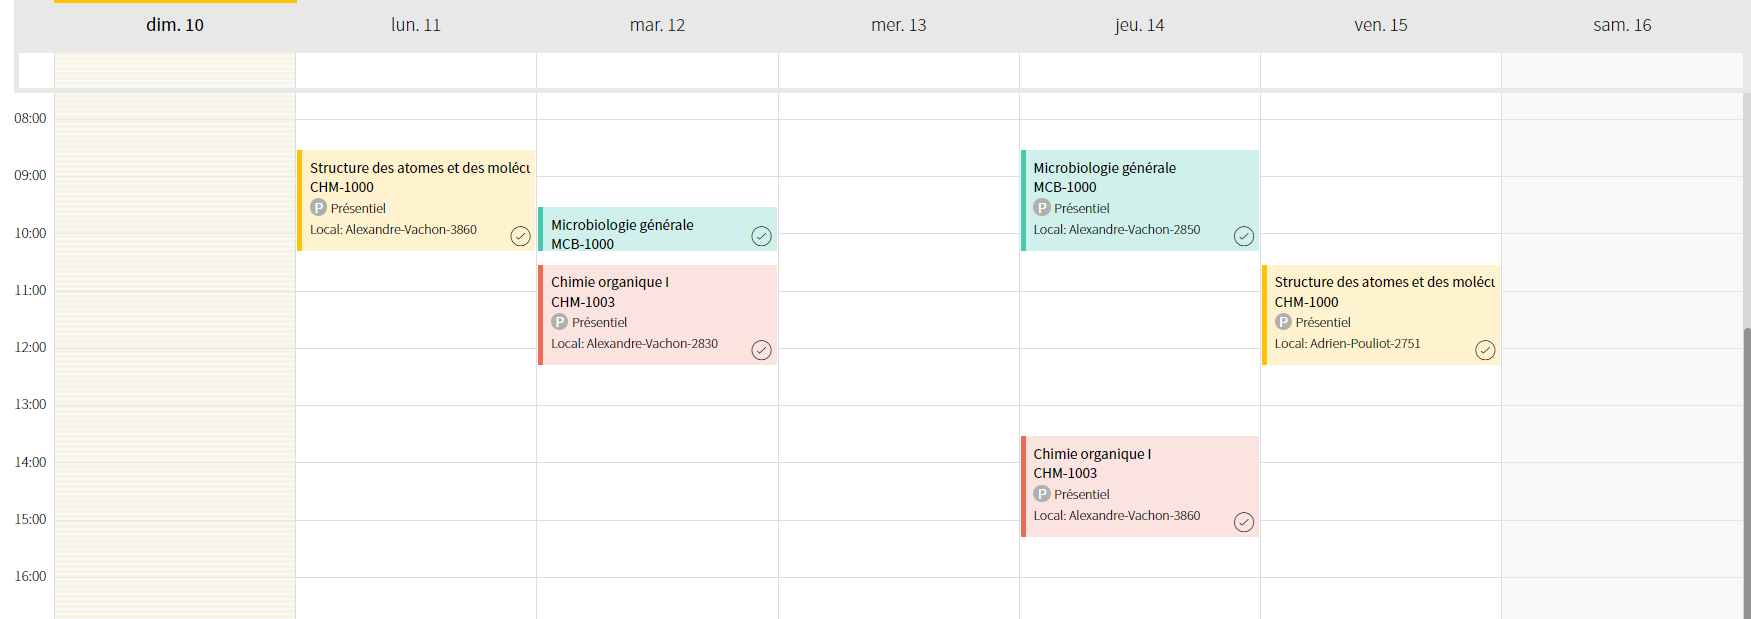 dim. 10
lun. 11
mar. 12
mer. 13
jeu. 14
ven. 15
sam. 16
08:00
09:00
10:00
11:00
12:00
13:00
14:00
15:00
16:00
Structure des atomes et des molécu
CHM-1000
P Présentiel
Local: Alexandre-Vachon-3860
Microbiologie générale
MCB-1000
Chimie organique I
CHM-1003
P Présentiel
Local: Alexandre-Vachon-2830
Microbiologie générale
MCB-1000
P Présentiel
Local: Alexandre-Vachon-2850
Chimie organique I
CHM-1003
P Présentiel
Local: Alexandre-Vachon-3860
Structure des atomes et des molécu
CHM-1000
P Présentiel
Local: Adrien-Pouliot-2751